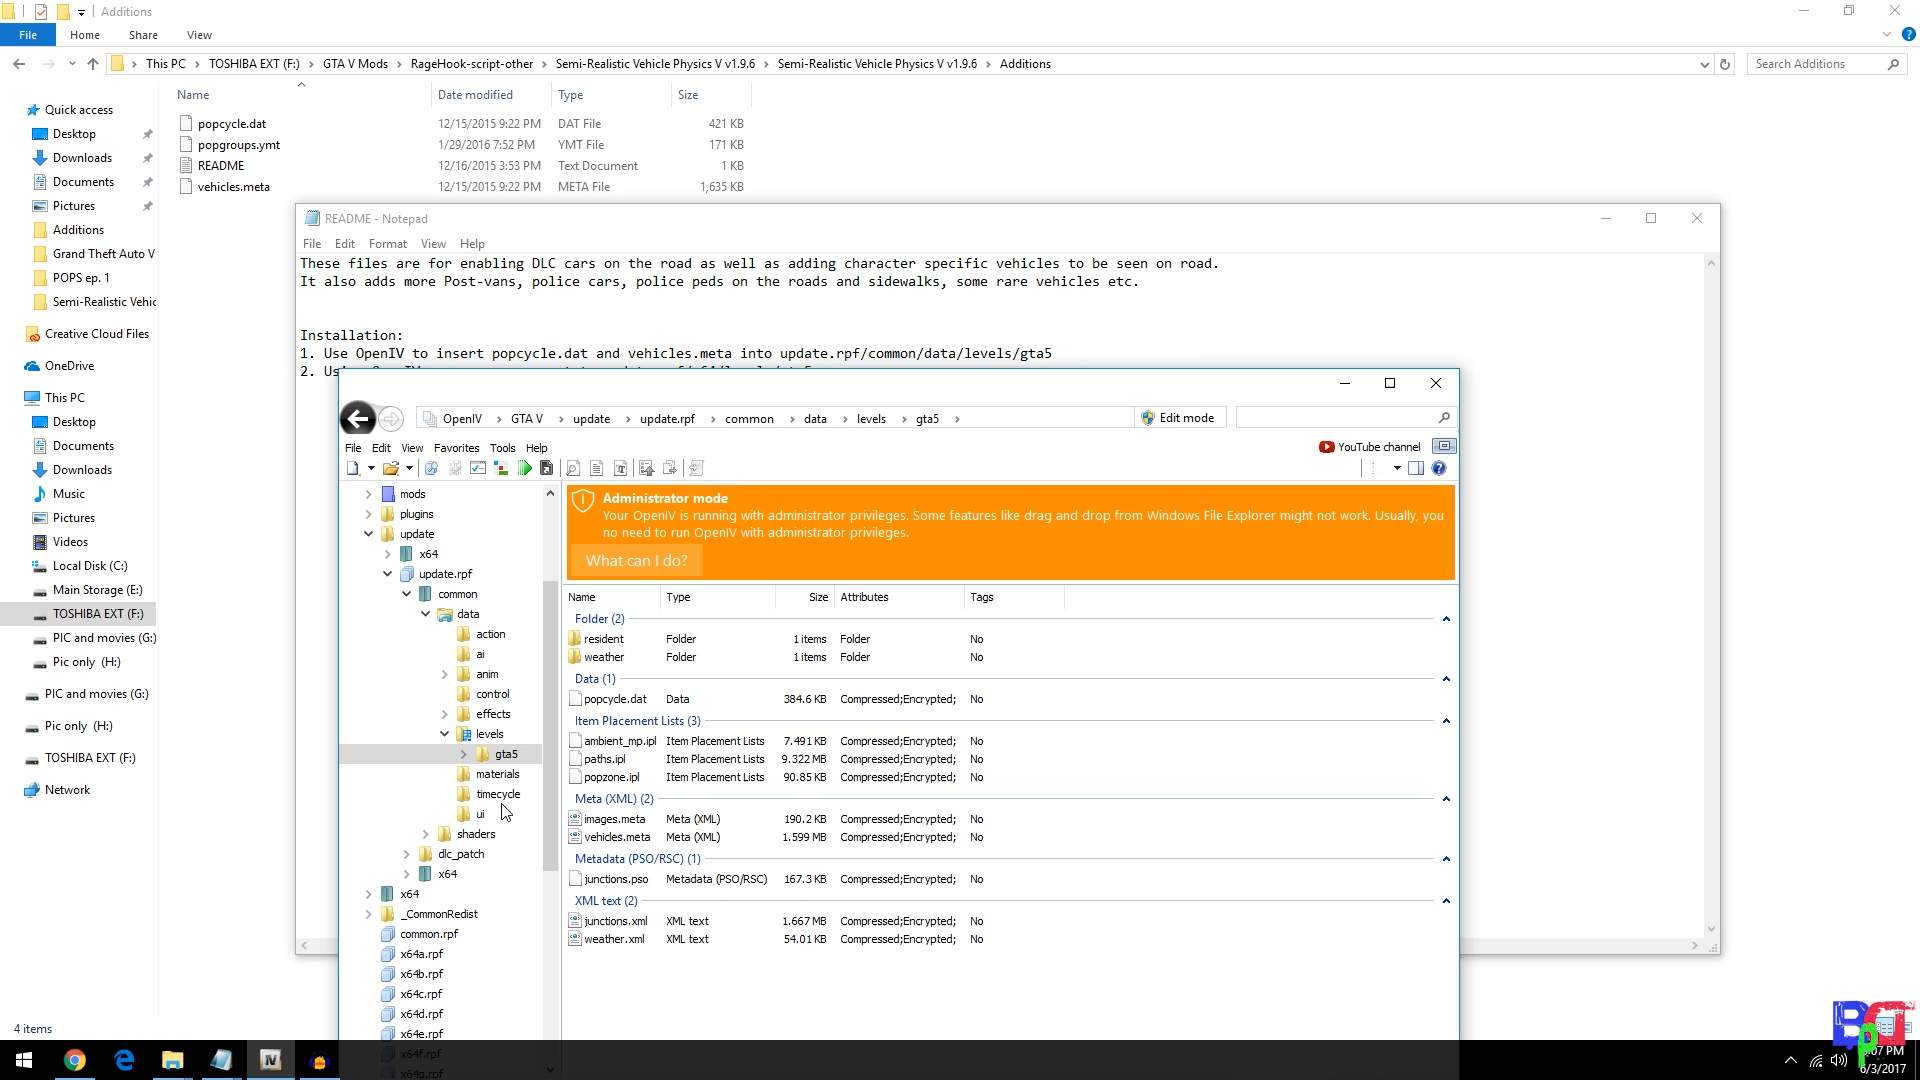 Additions
File Home Share View
This PC TOSHIBA EXT (F:) GTA V Mods RageHook-script-other Semi-Realistic Vehicle Physics V v1.9.6 Semi-Realistic Vehicle Physics V v1.9.6 Additions
Search Additions
Name Date modified Type Size
popcycle.dat 12/15/2015 9:22 PM DAT File 421 KB
popgroups.ymt 1/29/2016 7:52 PM YMT File 171 KB
README 12/16/2015 3:53 PM Text Document 1 KB
vehicles.meta 12/15/2015 9:22 PM META File 1,635 KB
Quick access
Desktop
Downloads
Documents
Pictures
Additions
Grand Theft Auto V
POPS ep. 1
Semi-Realistic Vehic
Creative Cloud Files
OneDrive
This PC
Desktop
Documents
Downloads
Music
Pictures
Videos
Local Disk (C:)
Main Storage (E:)
TOSHIBA EXT (F:)
PIC and movies (G:)
Pic only (H:)
PIC and movies (G:)
Pic only (H:)
TOSHIBA EXT (F:)
Network
4 items
README - Notepad
File Edit Format View Help
These files are for enabling DLC cars on the road as well as adding character specific vehicles to be seen on road.
It also adds more Post-vans, police cars, police peds on the roads and sidewalks, some rare vehicles etc.
Installation:
1. Use OpenIV to insert popcycle.dat and vehicles.meta into update.rpf/common/data/levels/gta5
2.
OpenIV GTA V update update.rpf common data levels gta5
Edit mode
File Edit View Favorites Tools Help
YouTube channel
mods
plugins
update
x64
update.rpf
common
data
action
ai
anim
control
effects
levels
gta5
materials
timecycle
ui
shaders
dlc_patch
x64
x64
_CommonRedist
common.rpf
x64a.rpf
x64b.rpf
x64c.rpf
x64d.rpf
x64e.rpf
x64f.rpf
x64g.rpf
Administrator mode
Your OpenIV is running with administrator privileges. Some features like drag and drop from Windows File Explorer might not work. Usually, you
no need to run OpenIV with administrator privileges.
What can I do?
Name Type Size Attributes Tags
Folder (2)
resident Folder 1 items Folder No
weather Folder 1 items Folder No
Data (1)
popcycle.dat Data 384.6 KB Compressed;Encrypted; No
Item Placement Lists (3)
ambient_mp.ipl Item Placement Lists 7.491 KB Compressed;Encrypted; No
paths.ipl Item Placement Lists 9.322 MB Compressed;Encrypted; No
popzone.ipl Item Placement Lists 90.85 KB Compressed;Encrypted; No
Meta (XML) (2)
images.meta Meta (XML) 190.2 KB Compressed;Encrypted; No
vehicles.meta Meta (XML) 1.599 MB Compressed;Encrypted; No
Metadata (PSO/RSC) (1)
junctions.pso Metadata (PSO/RSC) 167.3 KB Compressed;Encrypted; No
XML text (2)
junctions.xml XML text 1.667 MB Compressed;Encrypted; No
weather.xml XML text 54.01 KB Compressed;Encrypted; No
:07 PM
6/3/2017